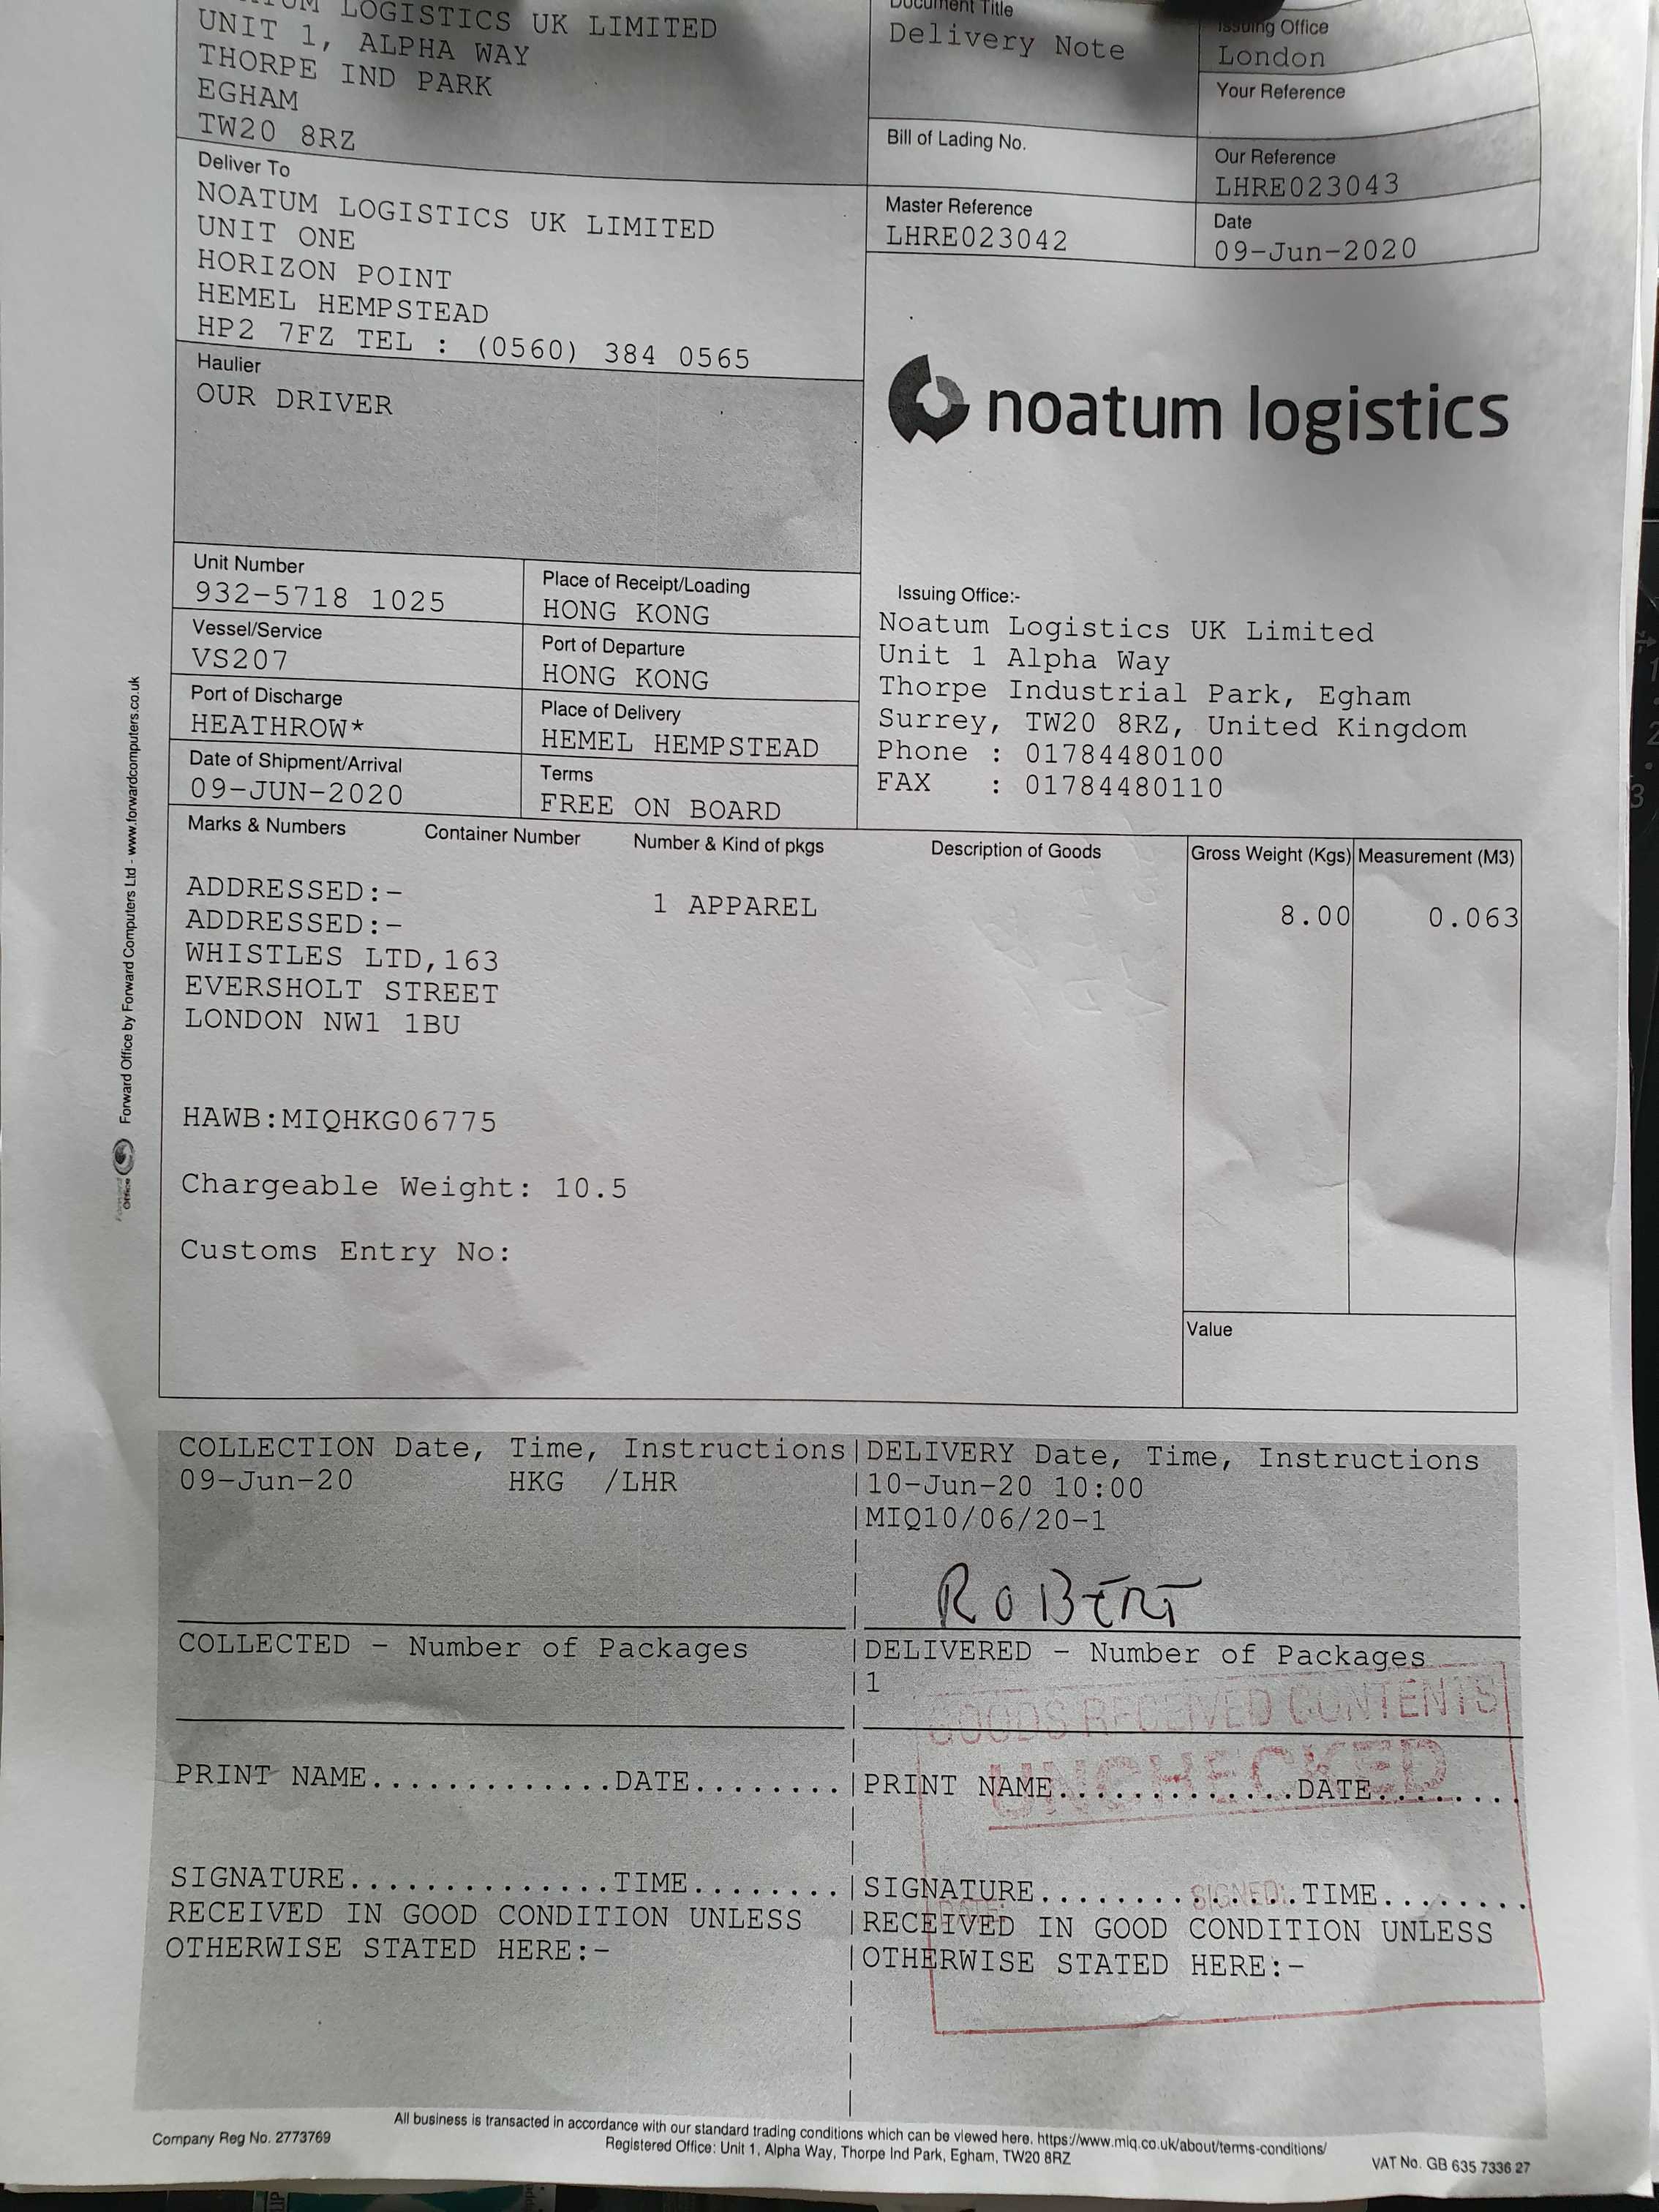 LOGISTICS UK LIMITED
UNIT 1, ALPHA WAY
THORPE IND PARK
EGHAM
TW20 8RZ
Document Title
Delivery Note
Issuing Office
London
Your Reference
Bill of Lading No.
Our Reference
LHRE023043
Master Reference
LHRE023042
Date
09-Jun-2020
Deliver To
NOATUM LOGISTICS UK LIMITED
UNIT ONE
HORIZON POINT
HEMEL HEMPSTEAD
HP2 7FZ TEL : (0560) 384 0565
Haulier
OUR DRIVER
noatum logistics
Unit Number
932-5718 1025
Place of Receipt/Loading
HONG KONG
Vessel/Service
VS207
Port of Departure
HONG KONG
Port of Discharge
HEATHROW*
Place of Delivery
HEMEL HEMPSTEAD
Date of Shipment/Arrival
09-JUN-2020
Terms
FREE ON BOARD
Issuing Office:-
Noatum Logistics UK Limited
Unit 1 Alpha Way
Thorpe Industrial Park, Egham
Surrey, TW20 8RZ, United Kingdom
Phone : 01784480100
FAX : 01784480110
Marks & Numbers Container Number Number & Kind of pkgs Description of Goods Gross Weight (Kgs) Measurement (M3)
ADDRESSED:- 1 APPAREL 8.00 0.063
ADDRESSED:-
WHISTLES LTD,163
EVERSHOLT STREET
LONDON NW1 1BU
HAWB:MIQHKG06775
Chargeable Weight: 10.5
Customs Entry No:
Value
Forward Office by Forward Computers Ltd - www.forwardcomputers.co.uk
Forward
Office
COLLECTION Date, Time, Instructions|DELIVERY Date, Time, Instructions
09-Jun-20 HKG /LHR |10-Jun-20 10:00
|MIQ10/06/20-1
ROBERT
COLLECTED - Number of Packages |DELIVERED - Number of Packages
|1
GOODS RECEIVED CONTENTS
UNCHECKED
PRINT NAME.............DATE........|PRINT NAME.............DATE........
SIGNED:
DATE:
SIGNATURE..............TIME........|SIGNATURE..............TIME........
RECEIVED IN GOOD CONDITION UNLESS |RECEIVED IN GOOD CONDITION UNLESS
OTHERWISE STATED HERE:- |OTHERWISE STATED HERE:-
All business is transacted in accordance with our standard trading conditions which can be viewed here. https://www.miq.co.uk/about/terms-conditions/
Company Reg No. 2773769
Registered Office: Unit 1, Alpha Way, Thorpe Ind Park, Egham, TW20 8RZ
VAT No. GB 635 7336 27